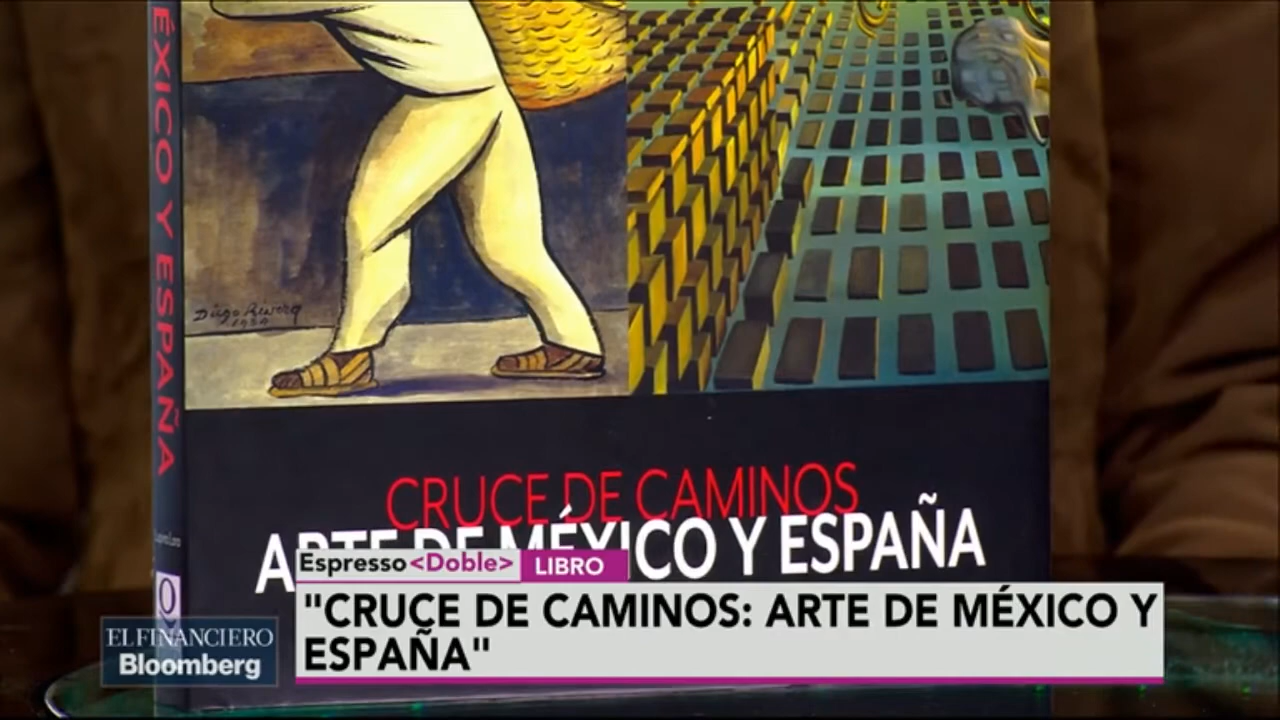 ÉXICO Y ESPAÑA
Diego Rivera
CRUCE DE CAMINOS
ARTE DE MÉXICO Y ESPAÑA
Espresso <Doble> LIBRO
"CRUCE DE CAMINOS: ARTE DE MÉXICO Y
ESPAÑA"
EL FINANCIERO
Bloomberg